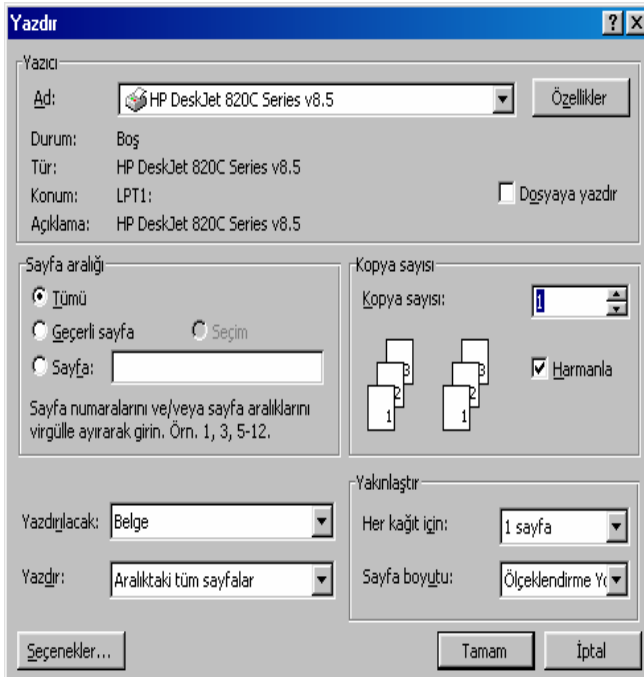 Yazdır
Yazıcı
Ad: HP DeskJet 820C Series v8.5 Özellikler
Durum: Boş
Tür: HP DeskJet 820C Series v8.5
Konum: LPT1: Dosyaya yazdır
Açıklama: HP DeskJet 820C Series v8.5
Sayfa aralığı
Tümü
Geçerli sayfa Seçim
Sayfa:
Sayfa numaralarını ve/veya sayfa aralıklarını
virgülle ayırarak girin. Örn. 1, 3, 5-12.
Kopya sayısı
Kopya sayısı: 1
3 3
2 2
1 1
Harmanla
Yazdırılacak: Belge
Yazdır: Aralıktaki tüm sayfalar
Yakınlaştır
Her kağıt için: 1 sayfa
Sayfa boyutu: Ölçeklendirme
Seçenekler... Tamam İptal